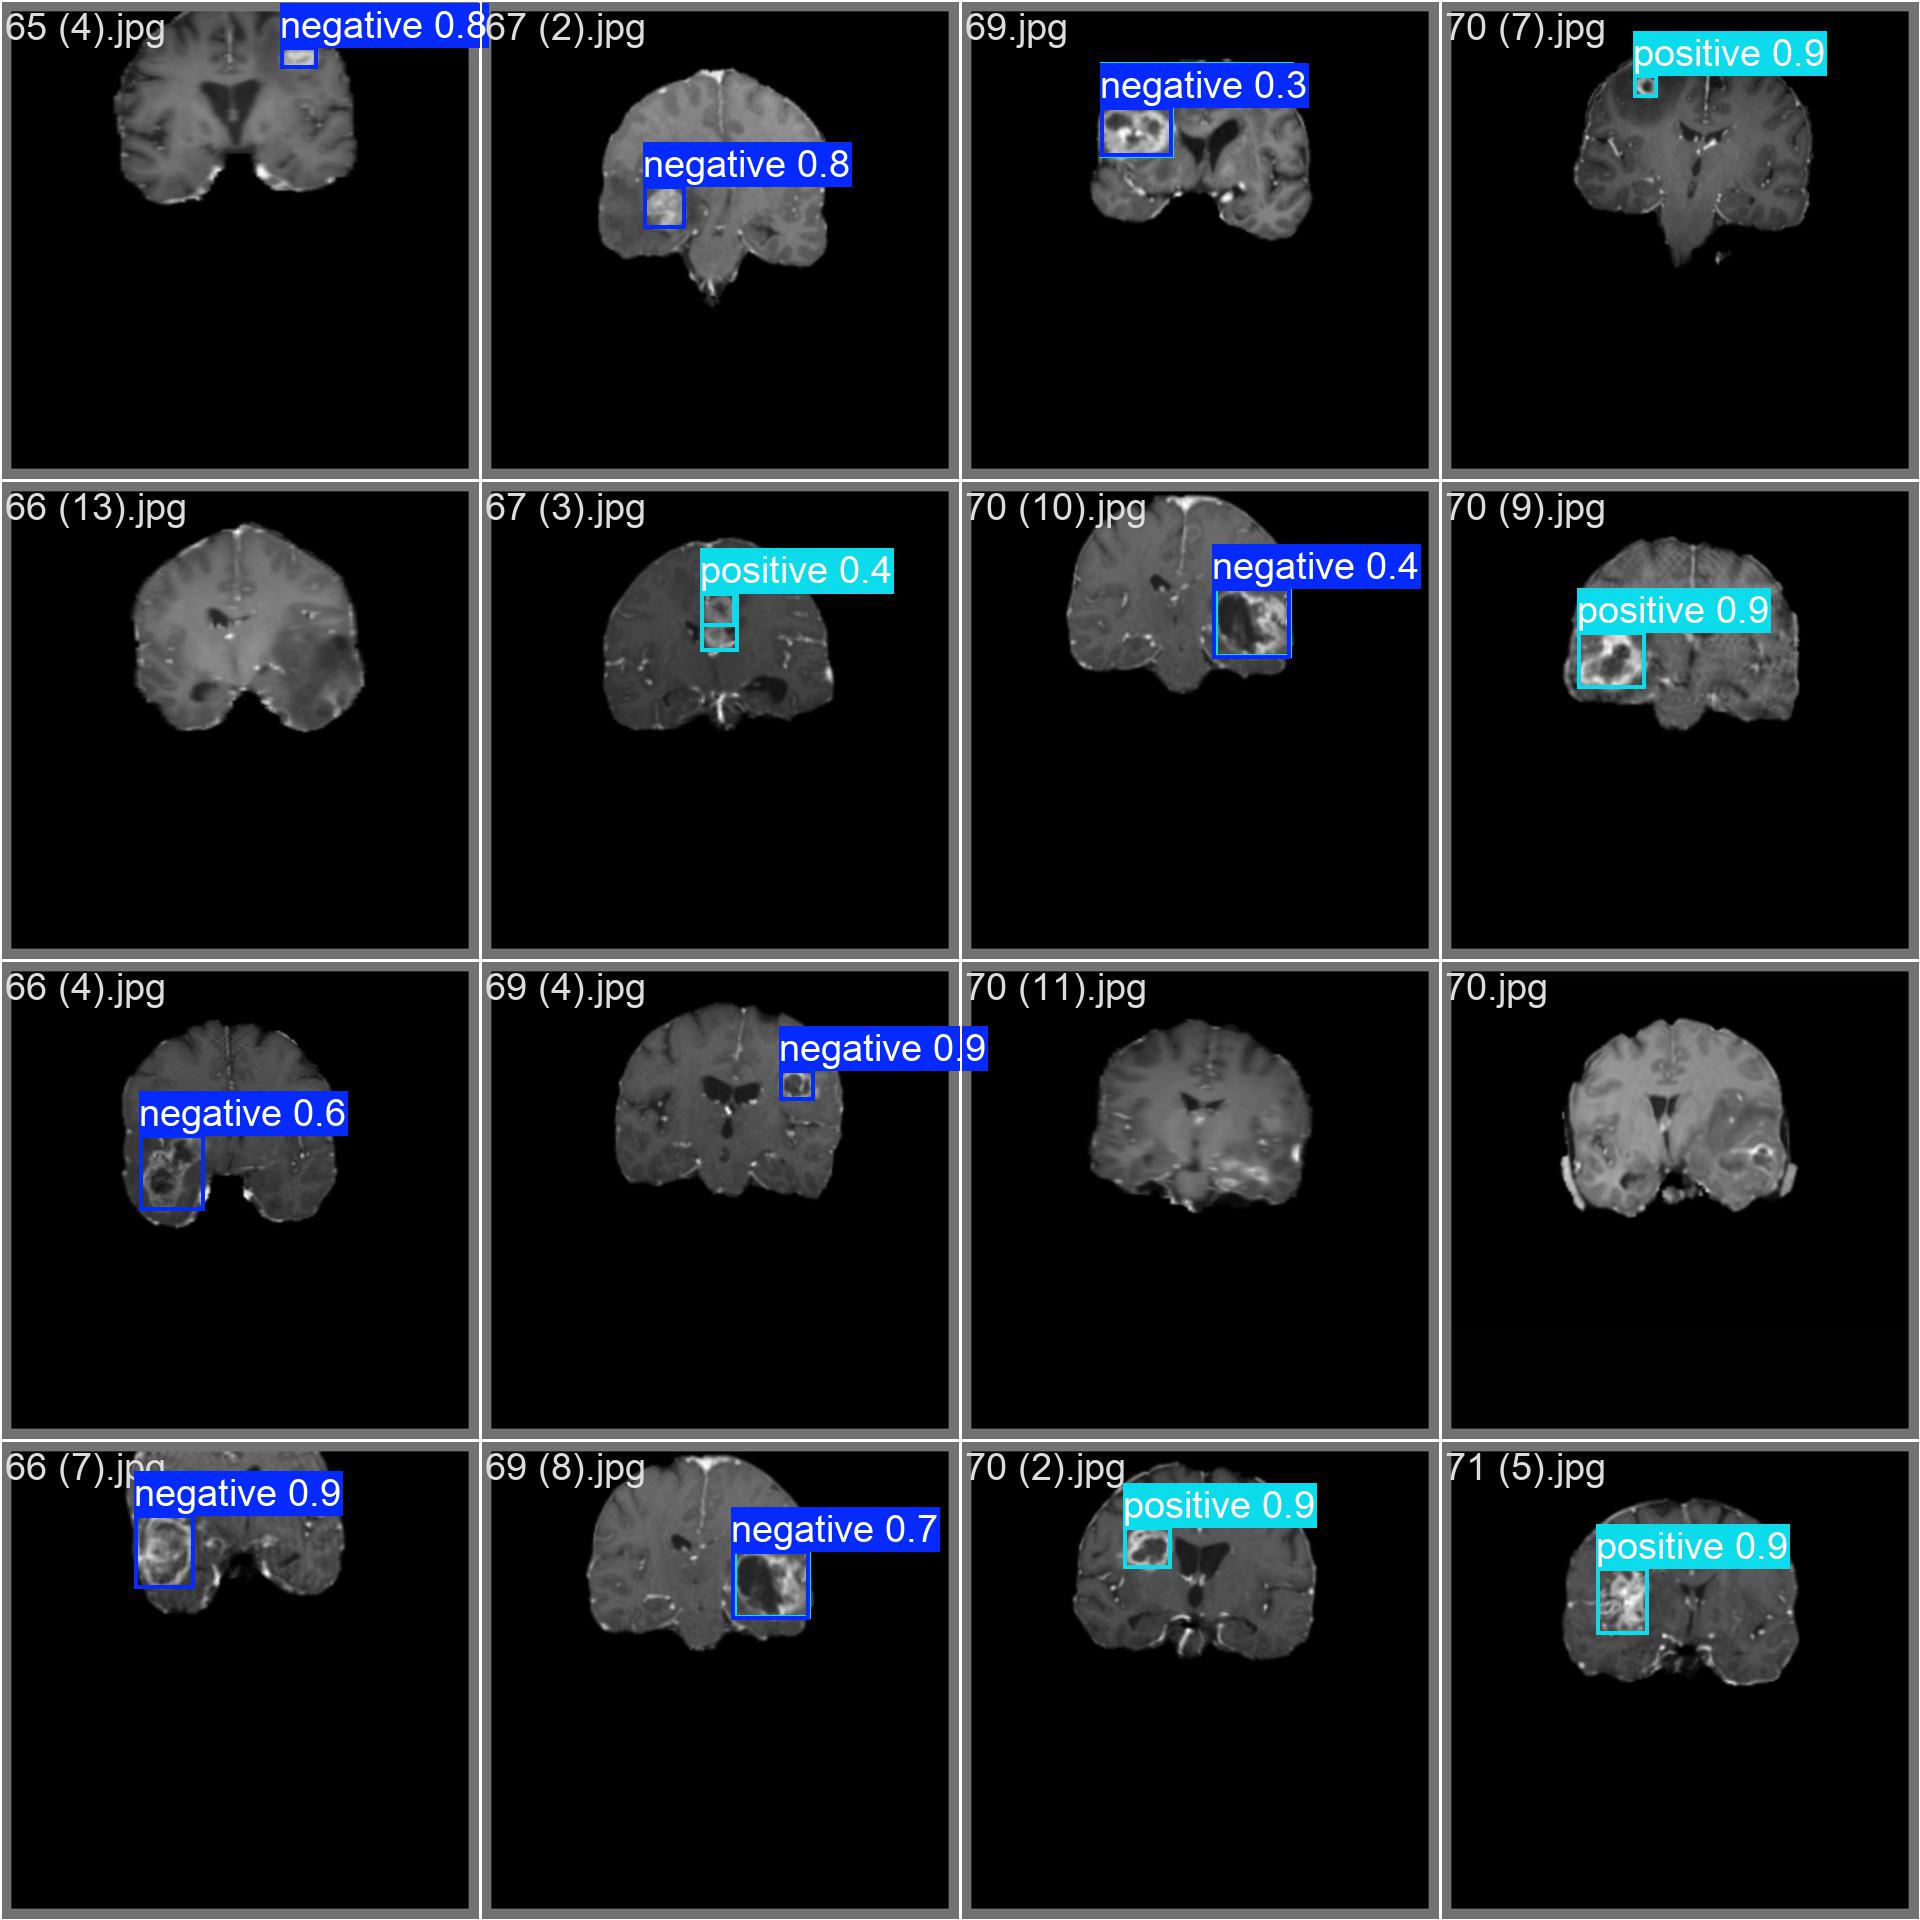 65 (4).jpg
negative 0.8
67 (2).jpg
negative 0.8
69.jpg
negative 0.3
70 (7).jpg
positive 0.9
66 (13).jpg
67 (3).jpg
positive 0.4
70 (10).jpg
negative 0.4
70 (9).jpg
positive 0.9
66 (4).jpg
negative 0.6
69 (4).jpg
negative 0.9
70 (11).jpg
70.jpg
66 (7).jpg
negative 0.9
69 (8).jpg
negative 0.7
70 (2).jpg
positive 0.9
71 (5).jpg
positive 0.9